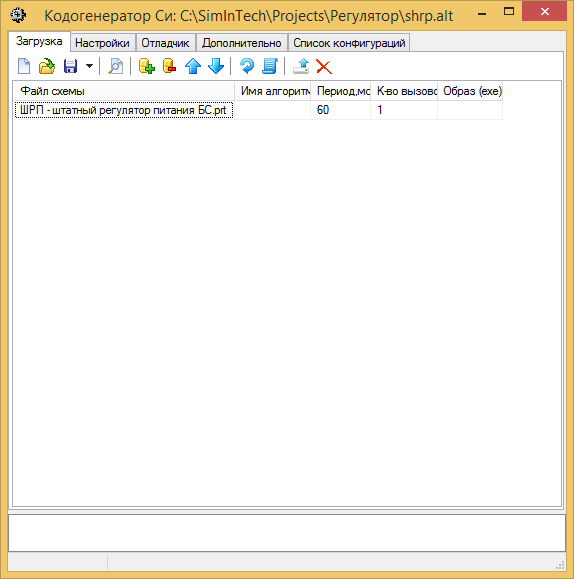 Кодогенератор Си: C:\SimInTech\Projects\Регулятор\shrp.alt
Загрузка Настройки Отладчик Дополнительно Список конфигураций
Файл схемы Имя алгоритм Период,мс К-во вызово Образ (exe)
ШРП - штатный регулятор питания БС.prt 60 1